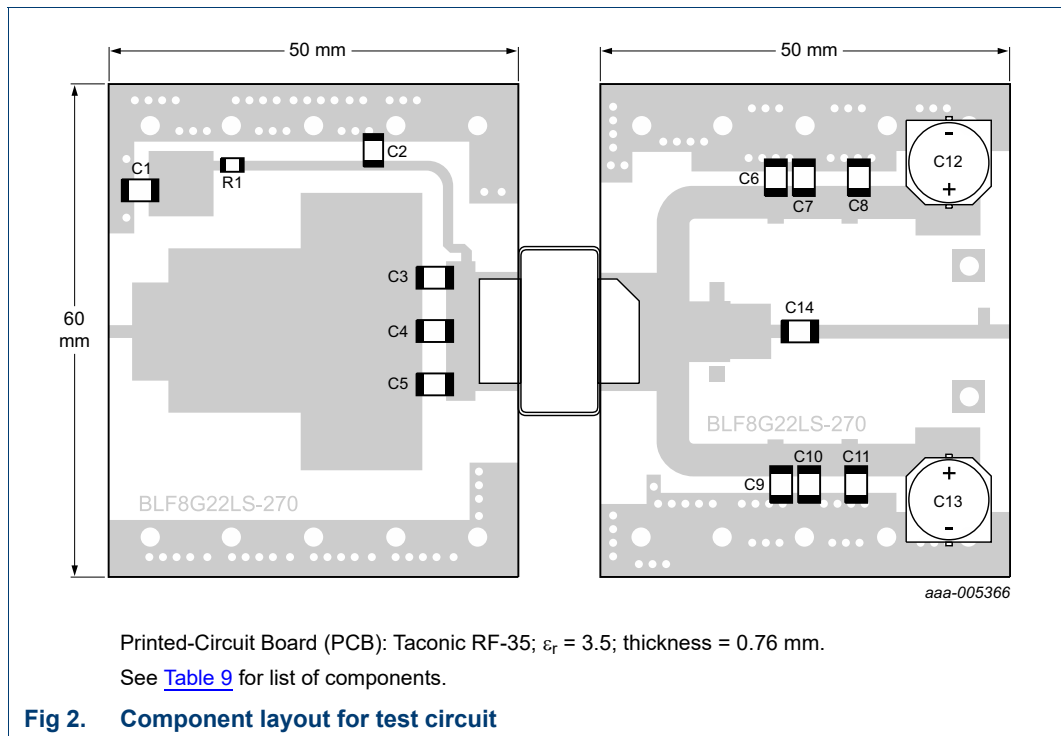 50 mm
50 mm
60
mm
C1
R1
C2
C3
C4
C5
BLF8G22LS-270
C6
C7
C8
-
C12
+
C14
BLF8G22LS-270
C9
C10
C11
+
C13
-
aaa-005366
Printed-Circuit Board (PCB): Taconic RF-35; εr = 3.5; thickness = 0.76 mm.
See Table 9 for list of components.
Fig 2. Component layout for test circuit